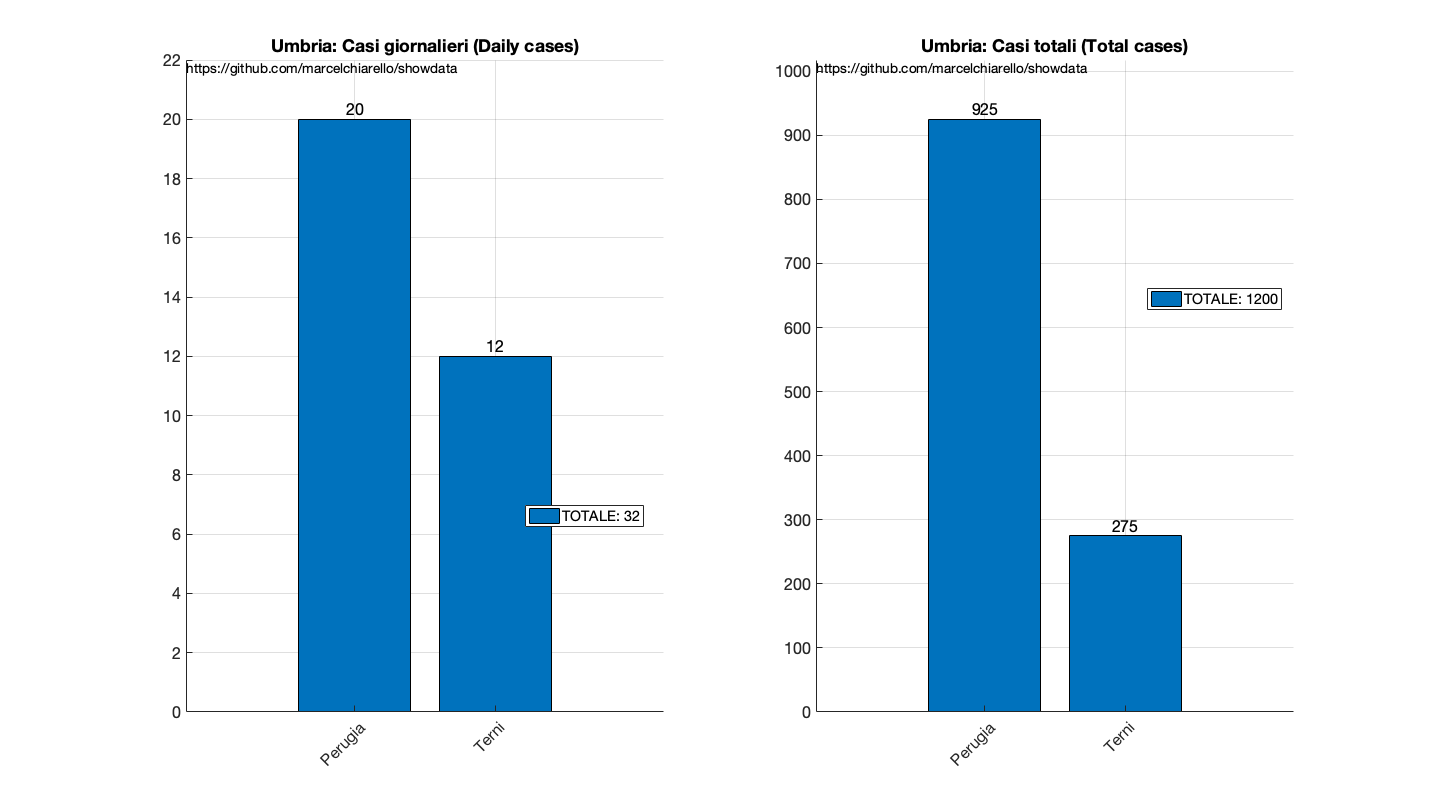 Umbria: Casi giornalieri (Daily cases)
https://github.com/marcelchiarello/showdata
22
20
18
16
14
12
10
8
6
4
2
0
20
12
TOTALE: 32
Perugia
Terni
Umbria: Casi totali (Total cases)
https://github.com/marcelchiarello/showdata
1000
900
800
700
600
500
400
300
200
100
0
925
275
TOTALE: 1200
Perugia
Terni